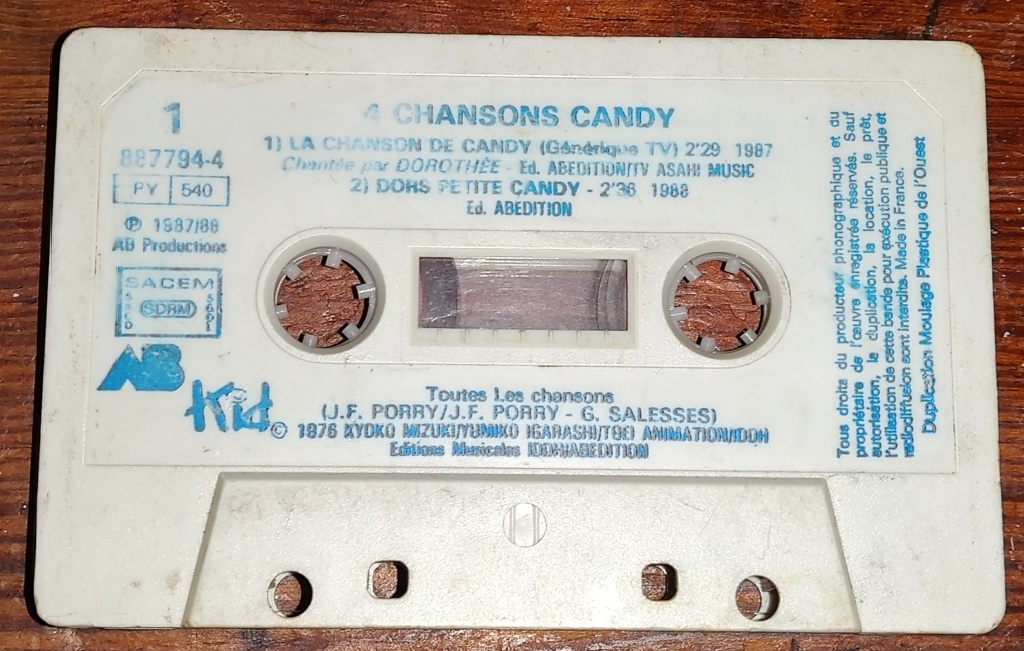 1
887794-4
PY 540
℗ 1987/88
AB Productions
SACEM
SACD
SDRM
SGDL
AB
Kid
4 CHANSONS CANDY
1) LA CHANSON DE CANDY (Générique TV) 2'29 1987
Chantée par DOROTHÉE - Ed. ABEDITION/TV ASAHI MUSIC
2) DORS PETITE CANDY - 2'36 1988
Ed. ABEDITION
Toutes Les chansons
(J.F. PORRY/J.F. PORRY - G. SALESSES)
© 1976 KYOKO MIZUKI/YUMIKO IGARASHI/TOEI ANIMATION/IDDH
Editions Musicales IDDH/ABEDITION
Tous droits du producteur phonographique et du
propriétaire de l'œuvre enregistrée réservés. Sauf
autorisation, la duplication, la location, le prêt,
l'utilisation de cette bande pour exécution publique et
radiodiffusion sont interdits. Made in France.
Duplication Moulage Plastique de l'Ouest